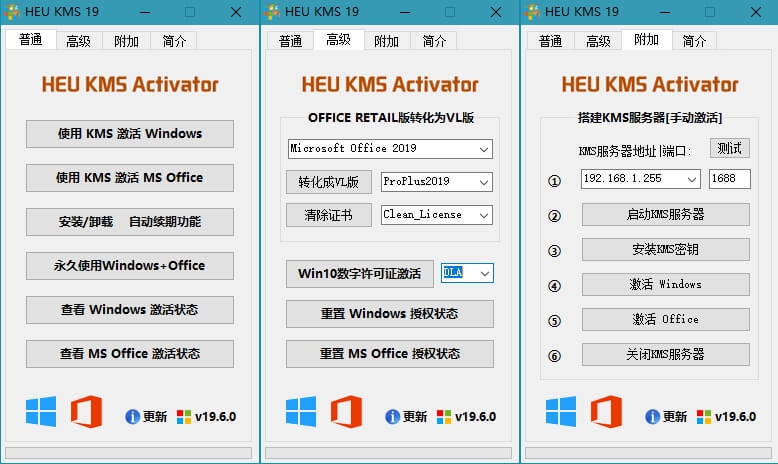 HEU KMS 19
普通 高级 附加 简介
HEU KMS Activator
使用 KMS 激活 Windows
使用 KMS 激活 MS Office
安装/卸载 自动续期功能
永久使用Windows+Office
查看 Windows 激活状态
查看 MS Office 激活状态
更新 v19.6.0
HEU KMS 19
普通 高级 附加 简介
HEU KMS Activator
OFFICE RETAIL版转化为VL版
Microsoft Office 2019
转化成VL版 ProPlus2019
清除证书 Clean_License
Win10数字许可证激活 DLA
重置 Windows 授权状态
重置 MS Office 授权状态
更新 v19.6.0
HEU KMS 19
普通 高级 附加 简介
HEU KMS Activator
搭建KMS服务器[手动激活]
KMS服务器地址|端口: 测试
① 192.168.1.255 1688
② 启动KMS服务器
③ 安装KMS密钥
④ 激活 Windows
⑤ 激活 Office
⑥ 关闭KMS服务器
更新 v19.6.0